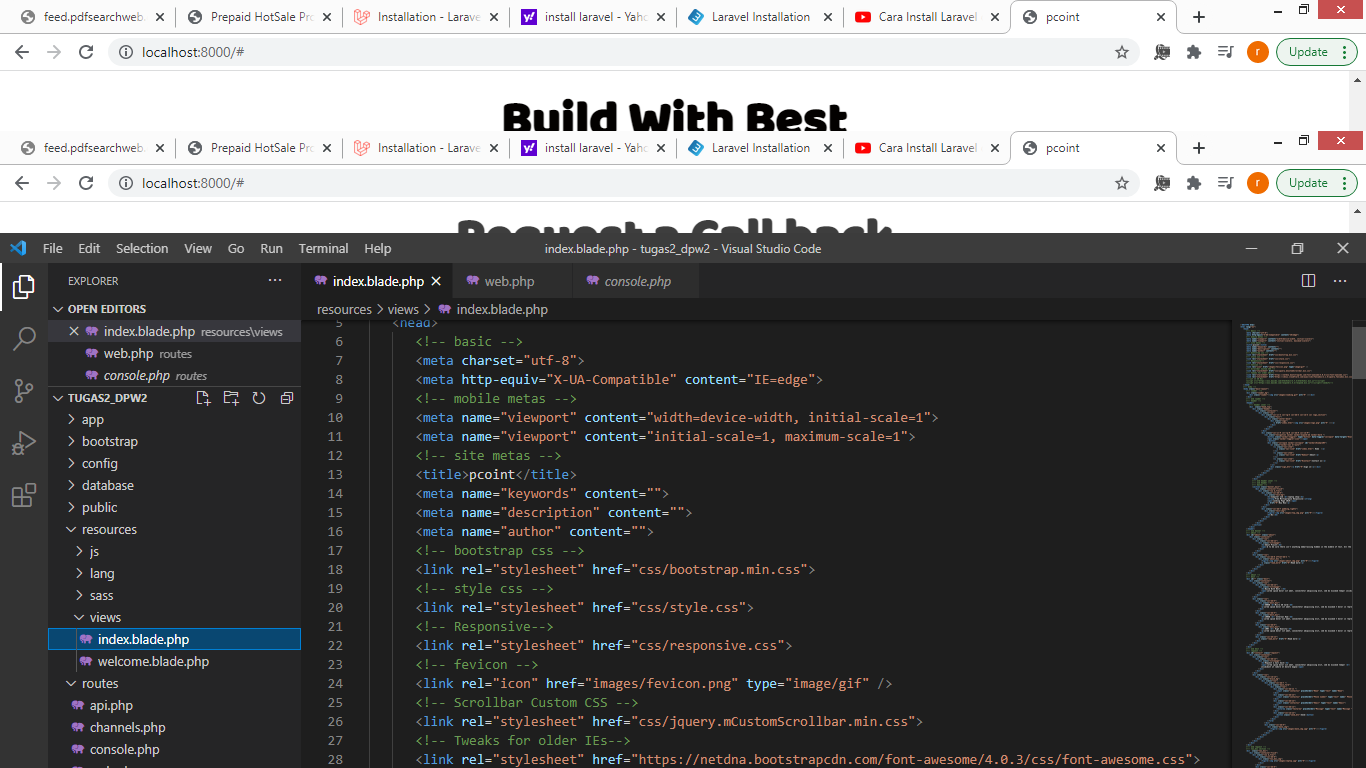 feed.pdfsearchweb. Prepaid HotSale Pro Installation - Larave install laravel - Yah Laravel Installation Cara Install Laravel pcoint
localhost:8000/# r Update
Build With Best
feed.pdfsearchweb. Prepaid HotSale Pro Installation - Larave install laravel - Yah Laravel Installation Cara Install Laravel pcoint
localhost:8000/# r Update
Request a Call back
File Edit Selection View Go Run Terminal Help index.blade.php - tugas2_dpw2 - Visual Studio Code
EXPLORER
OPEN EDITORS
index.blade.php resources\views
web.php routes
console.php routes
TUGAS2_DPW2
app
bootstrap
config
database
public
resources
js
lang
sass
views
index.blade.php
welcome.blade.php
routes
api.php
channels.php
console.php
index.blade.php web.php console.php
resources > views > index.blade.php
5 <head>
6 <!-- basic -->
7 <meta charset="utf-8">
8 <meta http-equiv="X-UA-Compatible" content="IE=edge">
9 <!-- mobile metas -->
10 <meta name="viewport" content="width=device-width, initial-scale=1">
11 <meta name="viewport" content="initial-scale=1, maximum-scale=1">
12 <!-- site metas -->
13 <title>pcoint</title>
14 <meta name="keywords" content="">
15 <meta name="description" content="">
16 <meta name="author" content="">
17 <!-- bootstrap css -->
18 <link rel="stylesheet" href="css/bootstrap.min.css">
19 <!-- style css -->
20 <link rel="stylesheet" href="css/style.css">
21 <!-- Responsive-->
22 <link rel="stylesheet" href="css/responsive.css">
23 <!-- fevicon -->
24 <link rel="icon" href="images/fevicon.png" type="image/gif" />
25 <!-- Scrollbar Custom CSS -->
26 <link rel="stylesheet" href="css/jquery.mCustomScrollbar.min.css">
27 <!-- Tweaks for older IEs-->
28 <link rel="stylesheet" href="https://netdna.bootstrapcdn.com/font-awesome/4.0.3/css/font-awesome.css">